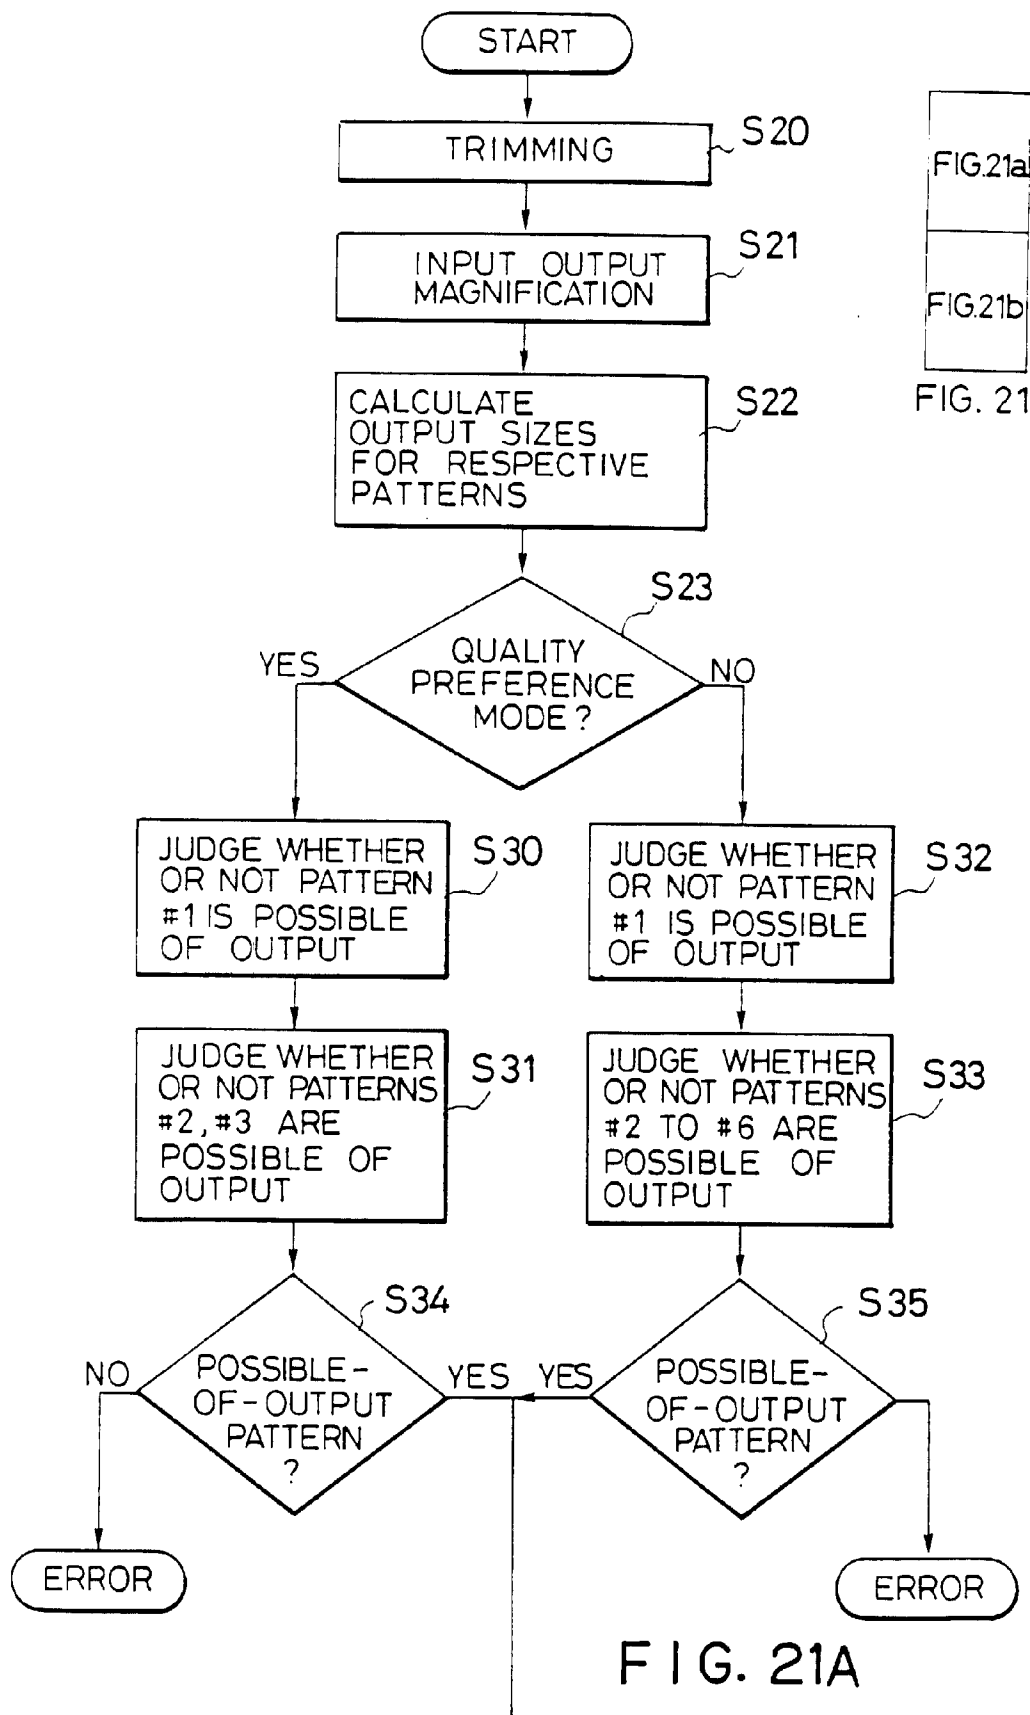 START
TRIMMING
S20
INPUT OUTPUT
MAGNIFICATION
S21
FIG.21a
FIG.21b
FIG. 21
CALCULATE
OUTPUT SIZES
FOR RESPECTIVE
PATTERNS
S22
S23
QUALITY
PREFERENCE
MODE?
YES
NO
JUDGE WHETHER
OR NOT PATTERN
#1 IS POSSIBLE
OF OUTPUT
S30
JUDGE WHETHER
OR NOT PATTERN
#1 IS POSSIBLE
OF OUTPUT
S32
JUDGE WHETHER
OR NOT PATTERNS
#2, #3 ARE
POSSIBLE OF
OUTPUT
S31
JUDGE WHETHER
OR NOT PATTERNS
#2 TO #6 ARE
POSSIBLE OF
OUTPUT
S33
S34
POSSIBLE-
OF-OUTPUT
PATTERN
?
NO
YES
S35
POSSIBLE-
OF-OUTPUT
PATTERN
?
YES
ERROR
ERROR
FIG. 21A